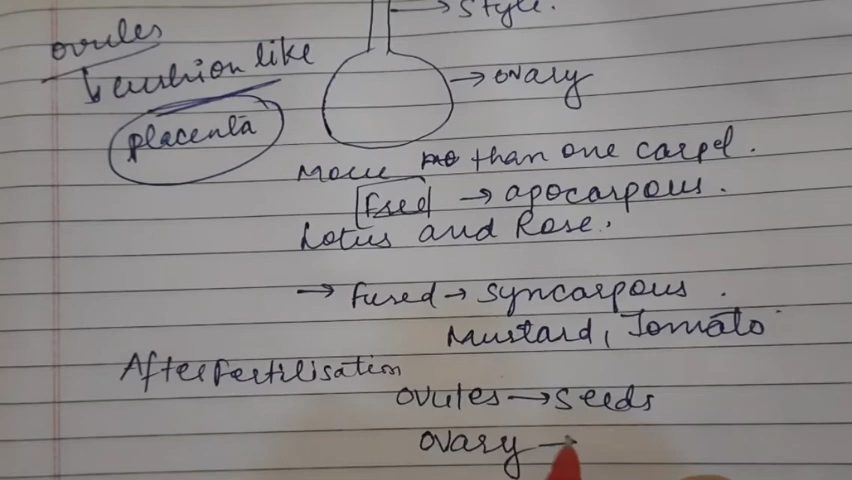 style.
ovules
cushion like
placenta
ovary
More than one carpel.
Free → apocarpous.
Lotus and Rose.
→ fused → syncarpous.
Mustard, Tomato
After Fertilisation
ovules → seeds
ovary →